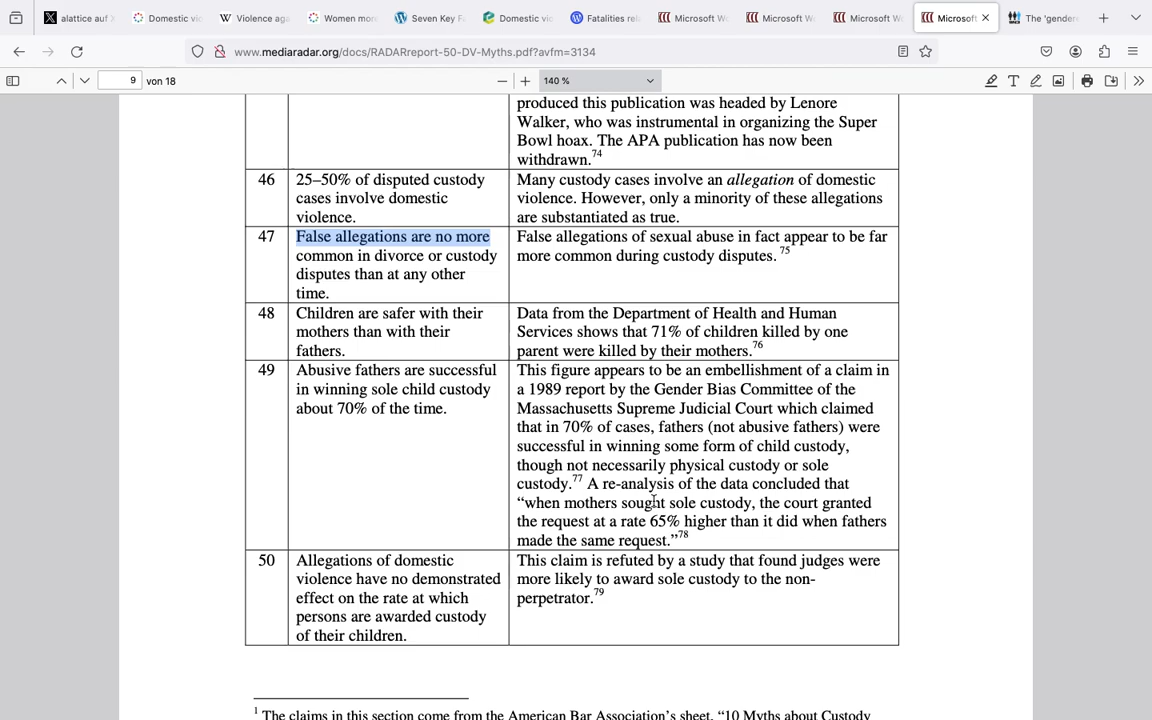 alattice auf X
Domestic vic
Violence aga
Women mor
Seven Key F
Domestic vic
Fatalities rela
Microsoft Wo
Microsoft Wo
Microsoft Wo
Microsoft
The 'gender
www.mediaradar.org/docs/RADARreport-50-DV-Myths.pdf?avfm=3134
9
von 18
140 %
produced this publication was headed by Lenore
Walker, who was instrumental in organizing the Super
Bowl hoax. The APA publication has now been
withdrawn.74
46
25–50% of disputed custody
cases involve domestic
violence.
Many custody cases involve an allegation of domestic
violence. However, only a minority of these allegations
are substantiated as true.
47
False allegations are no more
common in divorce or custody
disputes than at any other
time.
False allegations of sexual abuse in fact appear to be far
more common during custody disputes. 75
48
Children are safer with their
mothers than with their
fathers.
Data from the Department of Health and Human
Services shows that 71% of children killed by one
parent were killed by their mothers.76
49
Abusive fathers are successful
in winning sole child custody
about 70% of the time.
This figure appears to be an embellishment of a claim in
a 1989 report by the Gender Bias Committee of the
Massachusetts Supreme Judicial Court which claimed
that in 70% of cases, fathers (not abusive fathers) were
successful in winning some form of child custody,
though not necessarily physical custody or sole
custody.77 A re-analysis of the data concluded that
“when mothers sought sole custody, the court granted
the request at a rate 65% higher than it did when fathers
made the same request.”78
50
Allegations of domestic
violence have no demonstrated
effect on the rate at which
persons are awarded custody
of their children.
This claim is refuted by a study that found judges were
more likely to award sole custody to the non-
perpetrator.79
1 The claims in this section come from the American Bar Association’s sheet, “10 Myths about Custody